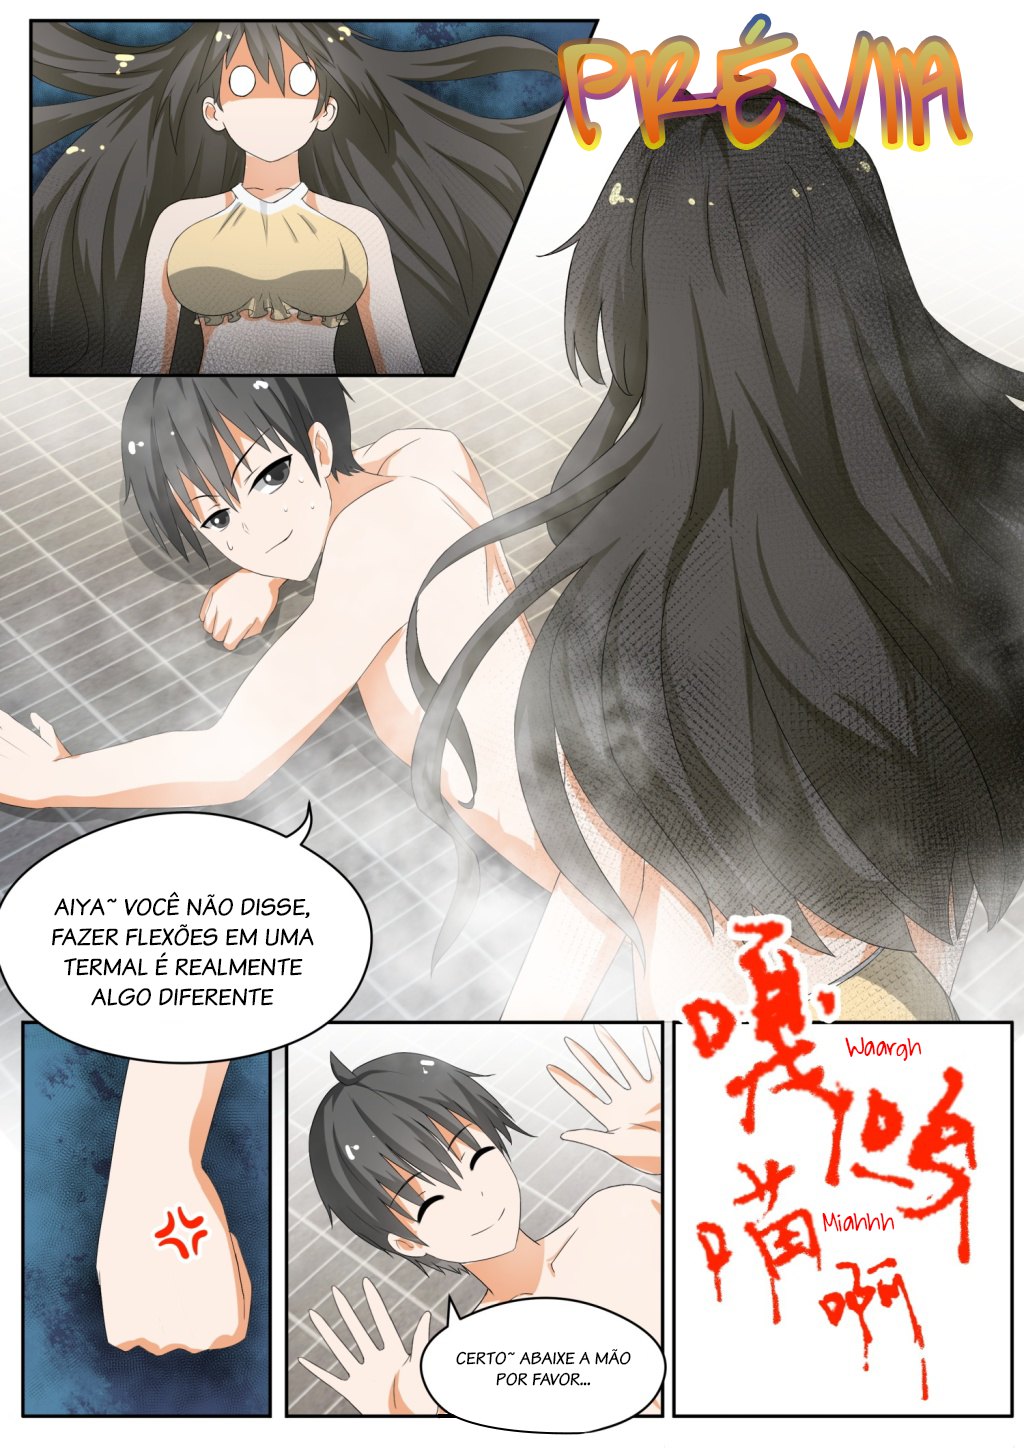 PRÉVIA
AIYA~ VOCÊ NÃO DISSE,
FAZER FLEXÕES EM UMA
TERMAL É REALMENTE
ALGO DIFERENTE
CERTO~ ABAIXE A MÃO
POR FAVOR...
嘎
Waargh
呜
喵
Miahhh
啊